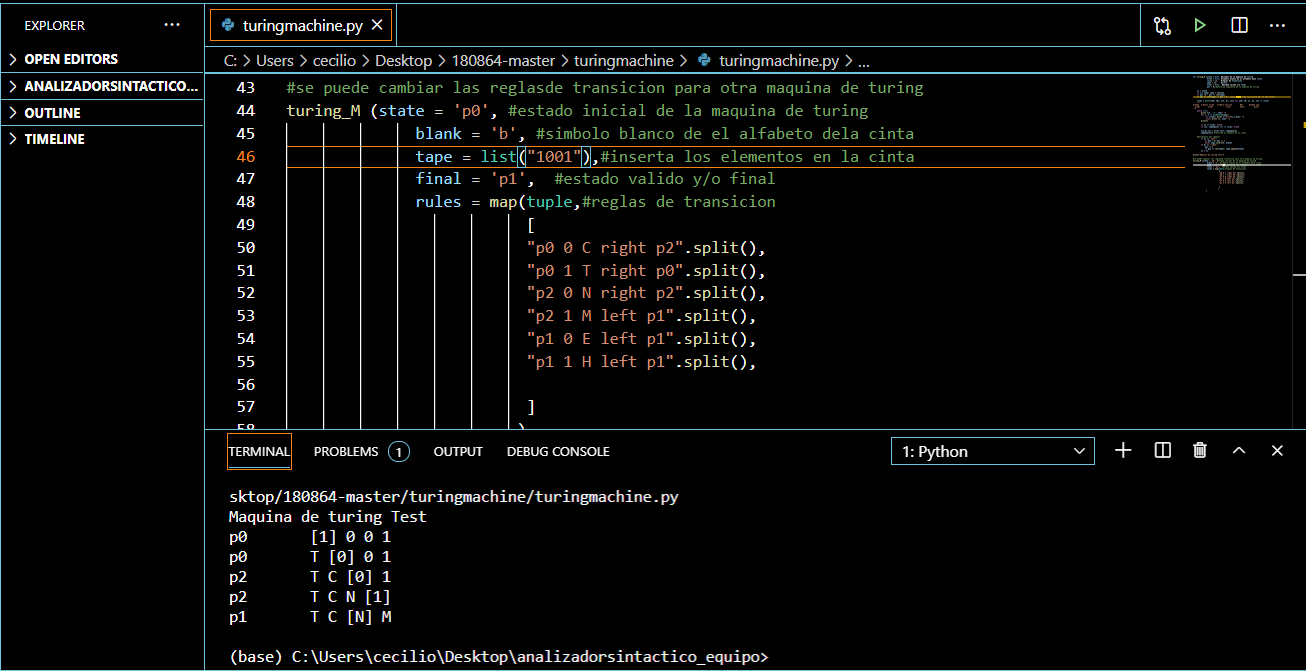 EXPLORER
OPEN EDITORS
ANALIZADORSINTACTICO...
OUTLINE
TIMELINE
turingmachine.py
C: > Users > cecilio > Desktop > 180864-master > turingmachine > turingmachine.py > ...
43 #se puede cambiar las reglasde transicion para otra maquina de turing
44 turing_M (state = 'p0', #estado inicial de la maquina de turing
45 blank = 'b', #simbolo blanco de el alfabeto dela cinta
46 tape = list("1001"),#inserta los elementos en la cinta
47 final = 'p1',  #estado valido y/o final
48 rules = map(tuple,#reglas de transicion
49 [
50 "p0 0 C right p2".split(),
51 "p0 1 T right p0".split(),
52 "p2 0 N right p2".split(),
53 "p2 1 M left p1".split(),
54 "p1 0 E left p1".split(),
55 "p1 1 H left p1".split(),
56
57 ]
58 )
TERMINAL PROBLEMS 1 OUTPUT DEBUG CONSOLE 1: Python
sktop/180864-master/turingmachine/turingmachine.py
Maquina de turing Test
p0 [1] 0 0 1
p0 T [0] 0 1
p2 T C [0] 1
p2 T C N [1]
p1 T C [N] M
(base) C:\Users\cecilio\Desktop\analizadorsintactico_equipo>